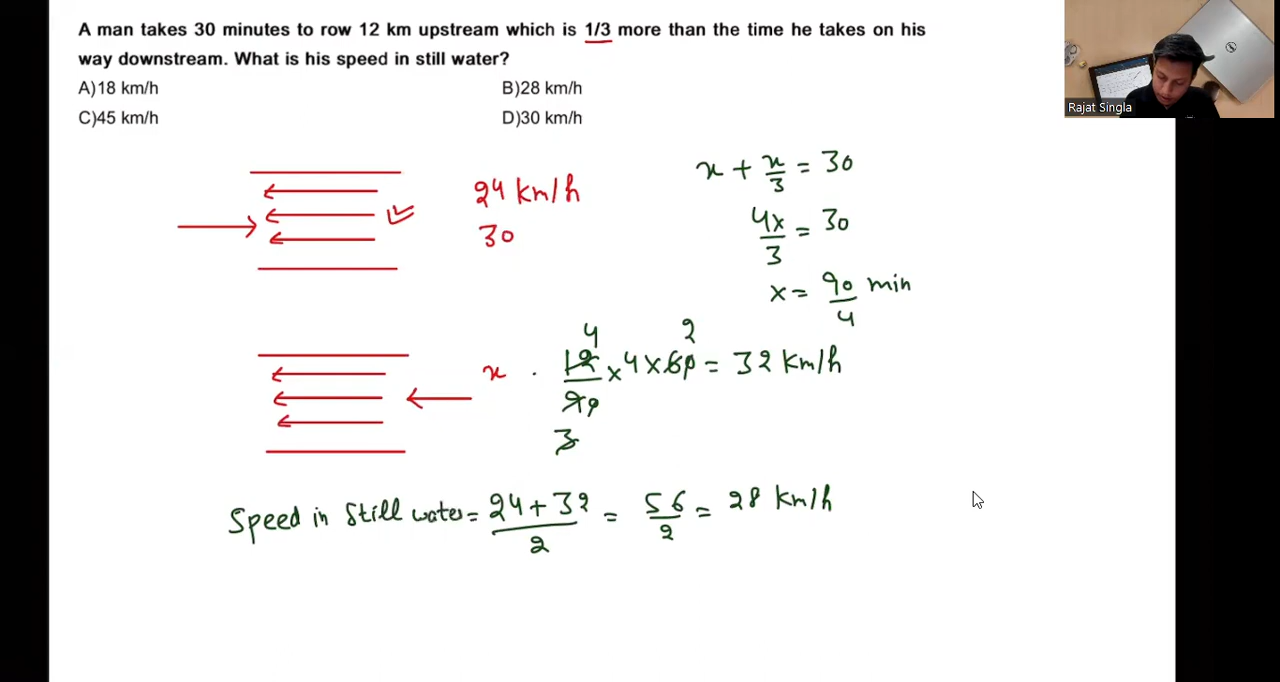 A man takes 30 minutes to row 12 km upstream which is 1/3 more than the time he takes on his
way downstream. What is his speed in still water?
A)18 km/h
B)28 km/h
C)45 km/h
D)30 km/h
Rajat Singla
24 km/h
30
x + x/3 = 30
4x/3 = 30
x = 90/4 min
x . 12/90 × 4 × 60 = 32 km/h
4
2
3
Speed in Still water = 24 + 32 / 2 = 56/2 = 28 km/h